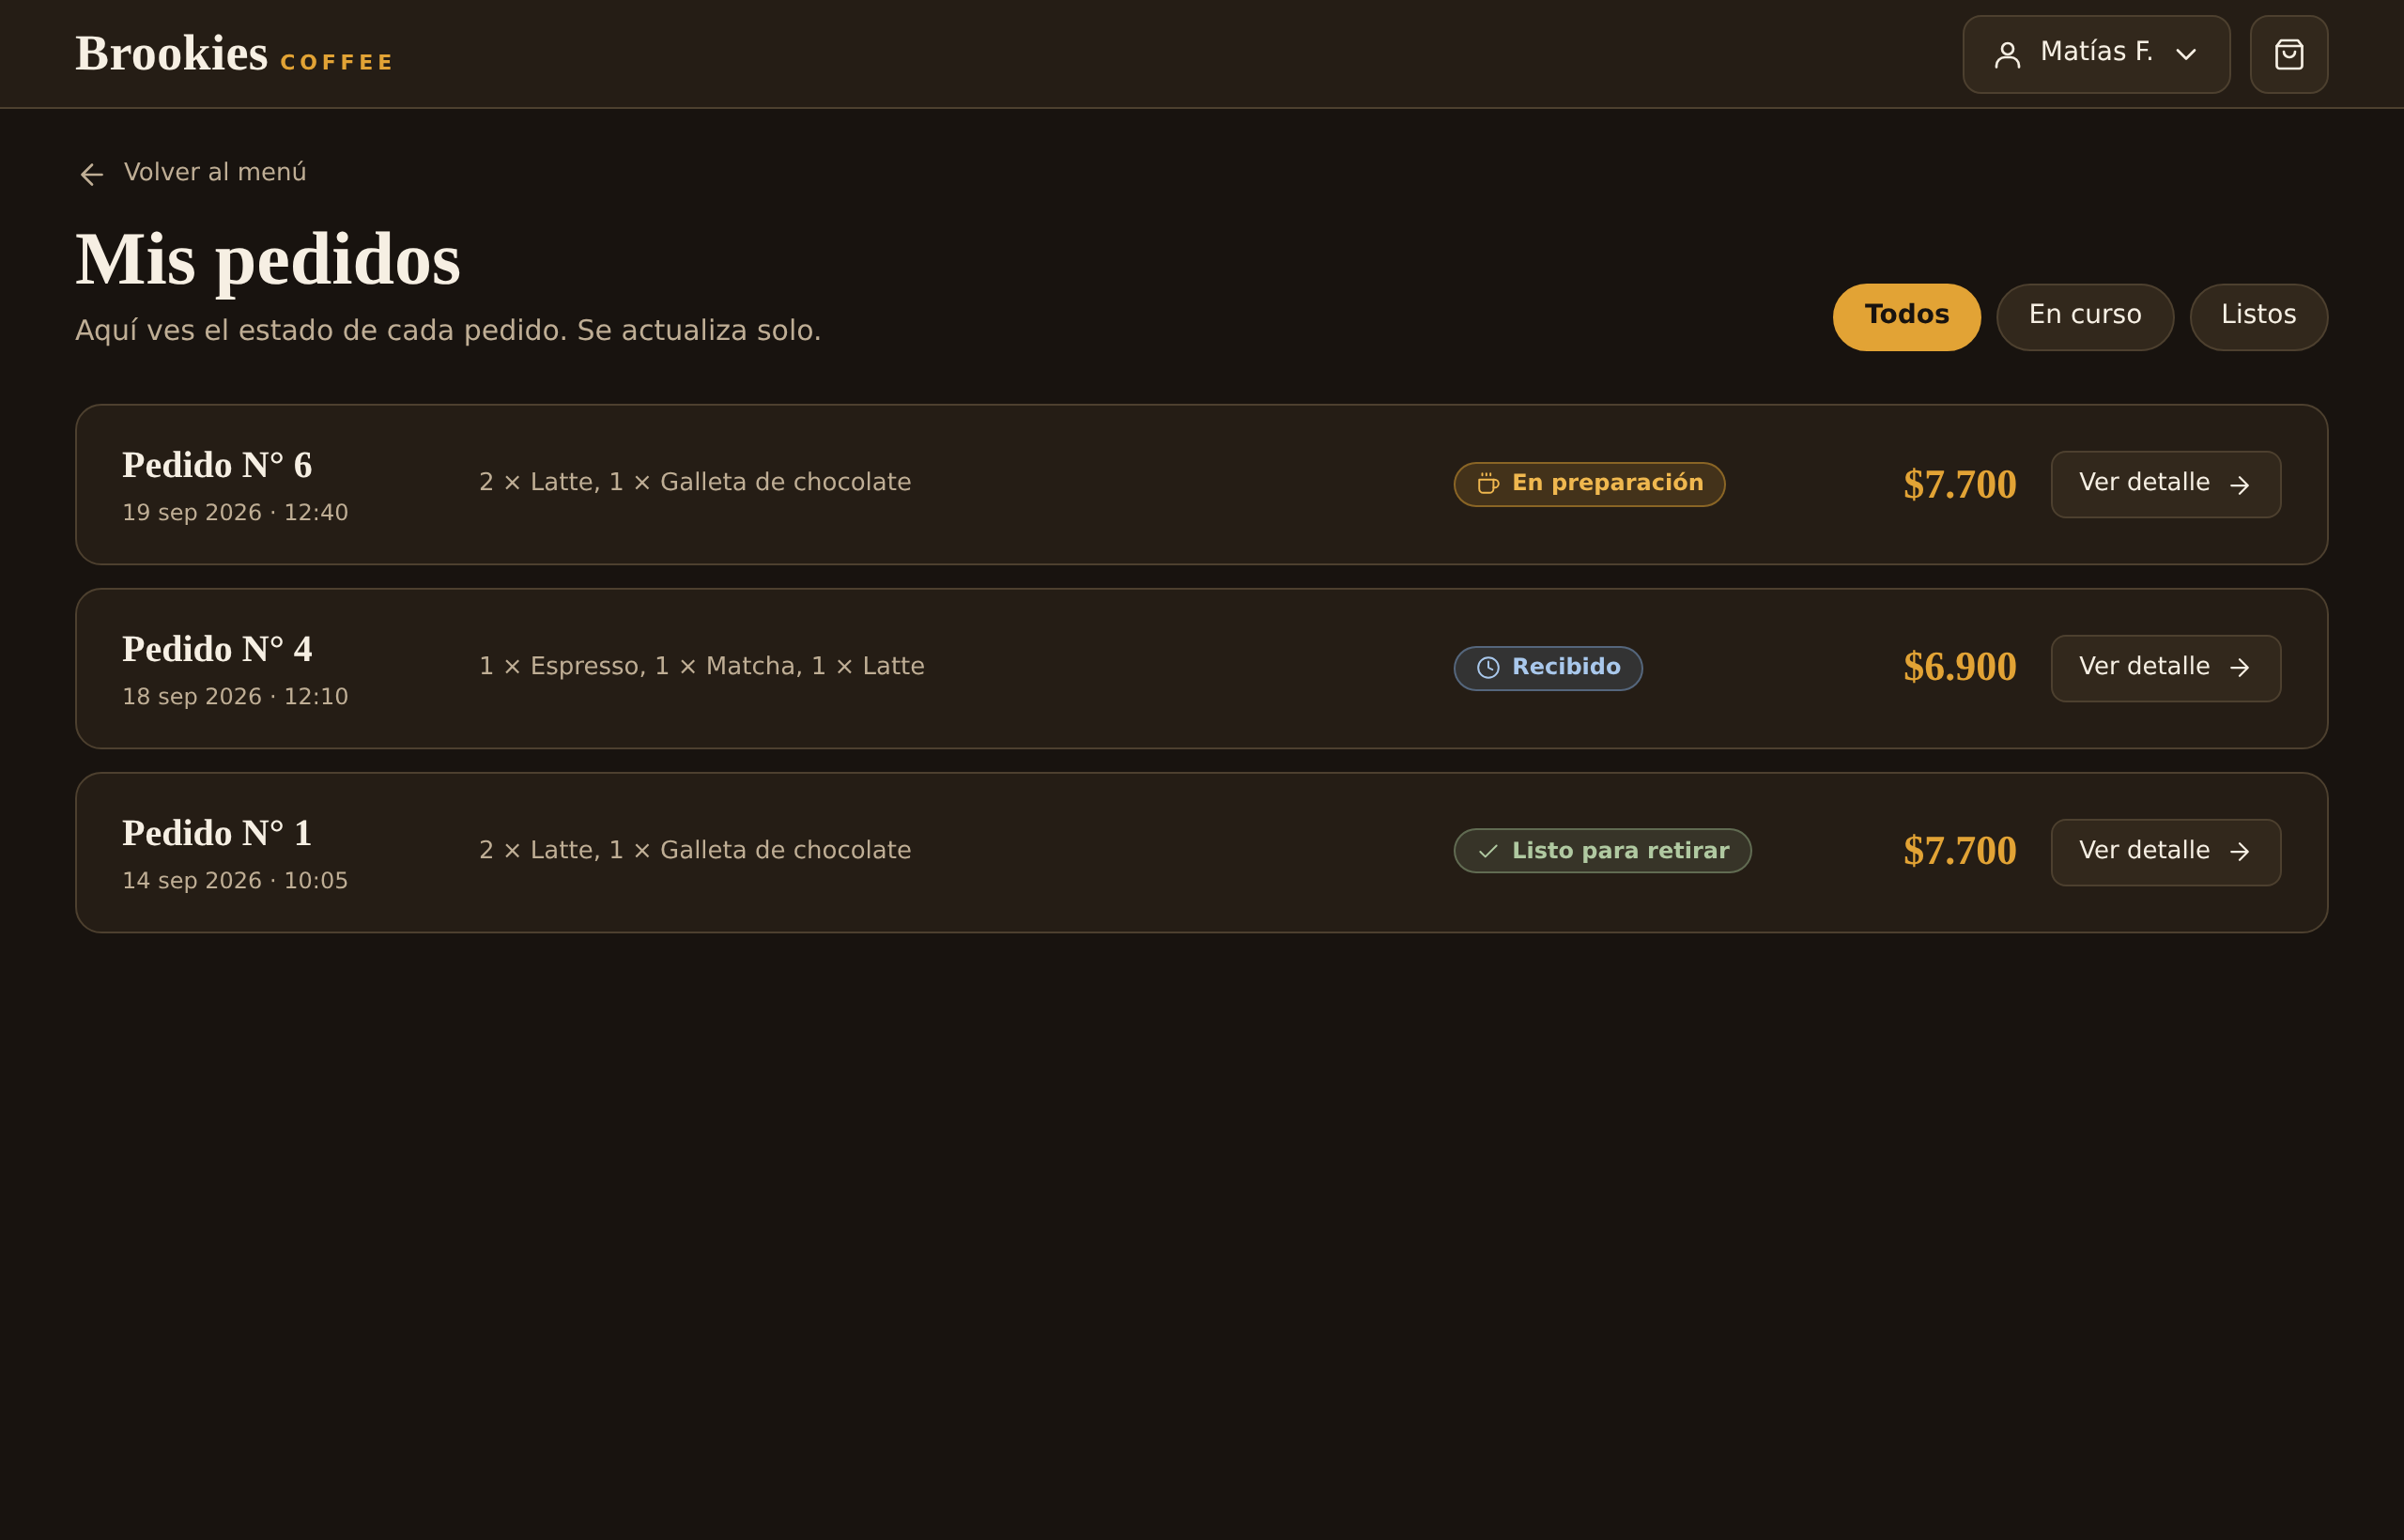 Brookies COFFEE
Matías F.
Volver al menú
Mis pedidos
Aquí ves el estado de cada pedido. Se actualiza solo.
Todos
En curso
Listos
Pedido N° 6
19 sep 2026 · 12:40
2 × Latte, 1 × Galleta de chocolate
En preparación
$7.700
Ver detalle
Pedido N° 4
18 sep 2026 · 12:10
1 × Espresso, 1 × Matcha, 1 × Latte
Recibido
$6.900
Ver detalle
Pedido N° 1
14 sep 2026 · 10:05
2 × Latte, 1 × Galleta de chocolate
Listo para retirar
$7.700
Ver detalle